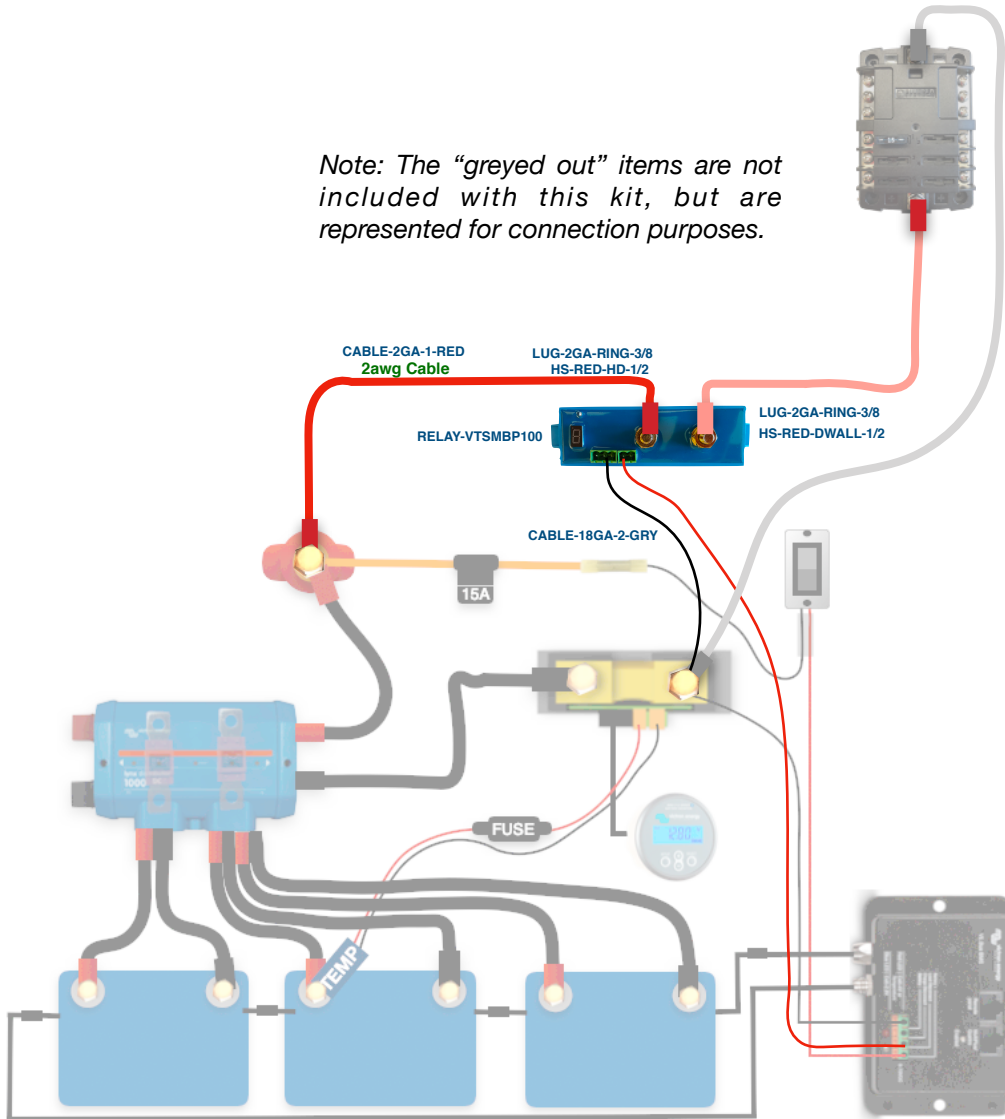 Note: The “greyed out” items are not
included with this kit, but are
represented for connection purposes.
CABLE-2GA-1-RED
2awg Cable
LUG-2GA-RING-3/8
HS-RED-HD-1/2
LUG-2GA-RING-3/8
HS-RED-DWALL-1/2
RELAY-VTSMBP100
CABLE-18GA-2-GRY
15A
1000
FUSE
TEMP